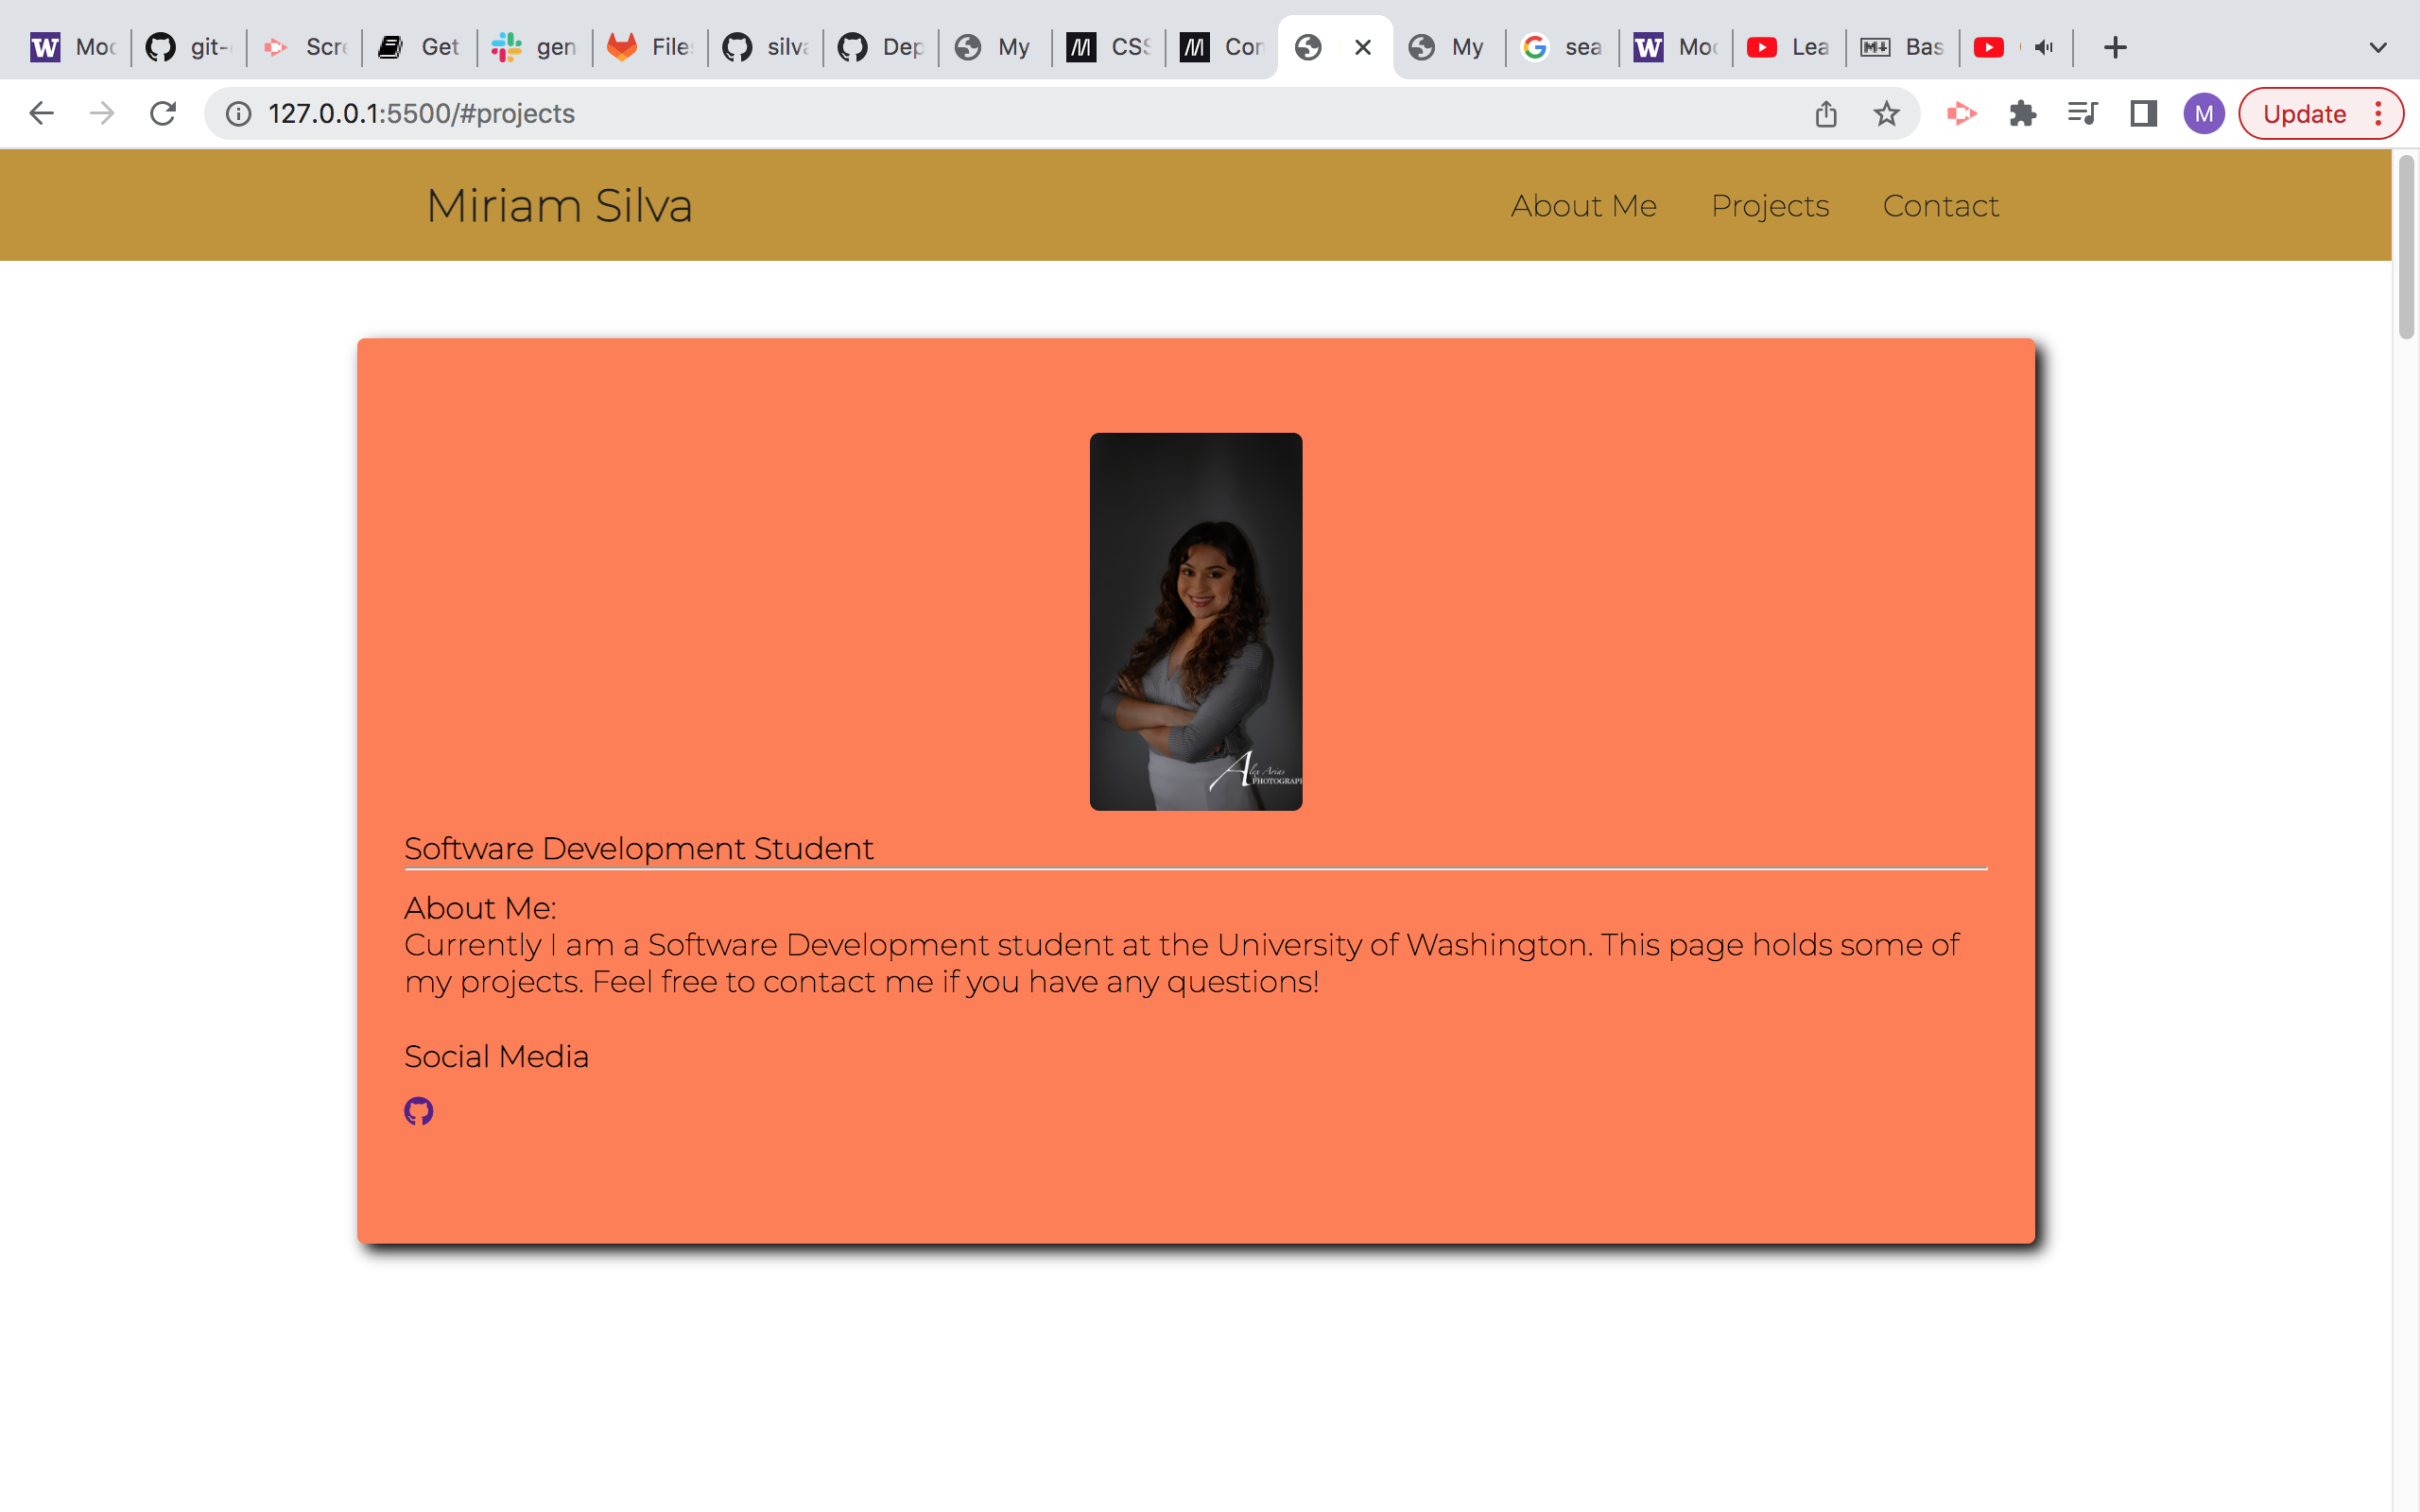 Moc git- Scre Get gen File silva Dep My CSS Con My sea Moc Lea Bas
127.0.0.1:5500/#projects M Update
Miriam Silva About Me Projects Contact
Alex Arias
PHOTOGRAPH
Software Development Student
About Me:
Currently I am a Software Development student at the University of Washington. This page holds some of
my projects. Feel free to contact me if you have any questions!
Social Media